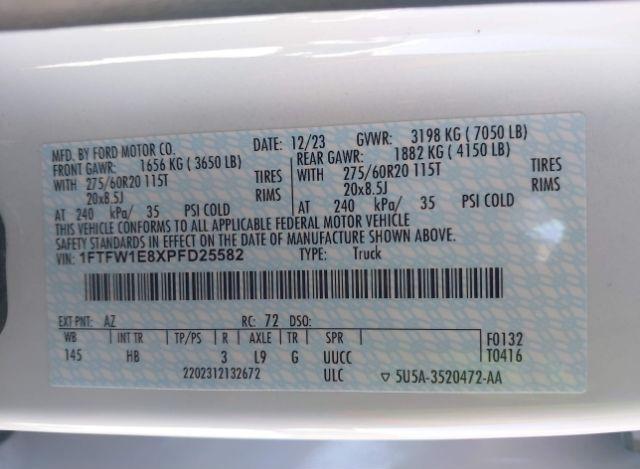 MFD. BY FORD MOTOR CO. DATE: 12/23 GVWR: 3198 KG ( 7050 LB)
FRONT GAWR: 1656 KG ( 3650 LB) REAR GAWR: 1882 KG ( 4150 LB)
WITH 275/60R20 115T TIRES WITH 275/60R20 115T TIRES
20x8.5J RIMS 20x8.5J RIMS
AT 240 kPa/ 35 PSI COLD AT 240 kPa/ 35 PSI COLD
THIS VEHICLE CONFORMS TO ALL APPLICABLE FEDERAL MOTOR VEHICLE
SAFETY STANDARDS IN EFFECT ON THE DATE OF MANUFACTURE SHOWN ABOVE.
VIN: 1FTFW1E8XPFD25582 TYPE: Truck
EXT PNT: AZ RC: 72 DSO:
WB INT TR TP/PS R AXLE TR SPR F0132
145 HB 3 L9 G UUCC T0416
2202312132672 ULC ▽ 5U5A-3520472-AA